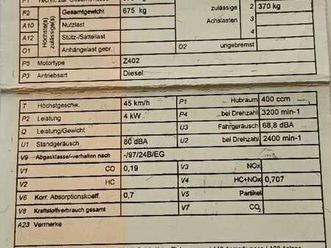 F2 Gesamtgewicht 675 kg zulässige 2 370 kg
A10 Nutzlast Achslasten
A12 Stütz-/Sattellast
O1 Anhängelast gebr. O2 ungebremst
P5 Motortype Z402
P3 Antriebsart Diesel
T Höchstgeschw. 45 km/h P1 Hubraum 400 ccm
P2 Leistung 4 kW P4 bei Drehzahl 3200 min-1
Q Leistung/Gewicht U3 Fahrgeräusch 68,8 dBA
U1 Standgeräusch 80 dBA U2 bei Drehzahl 2400 min-1
V9 Abgasklasse/-verhalten nach -/97/24B/EG
V1 CO 0,19 V3 NOx
V2 HC V4 HC+NOx 0,707
V6 Korr. Absorptionskoeff. 0,7 V5 Partikel
V8 Kraftstoffverbrauch gesamt V7 CO2
A23 Vermerke